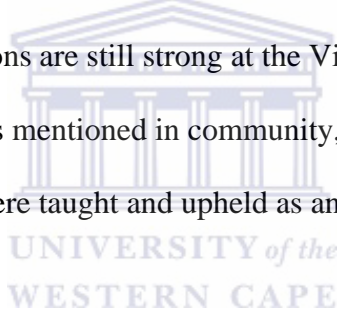 ons are still strong at the Vi
s mentioned in community,
ere taught and upheld as an
UNIVERSITY of the
WESTERN CAPE